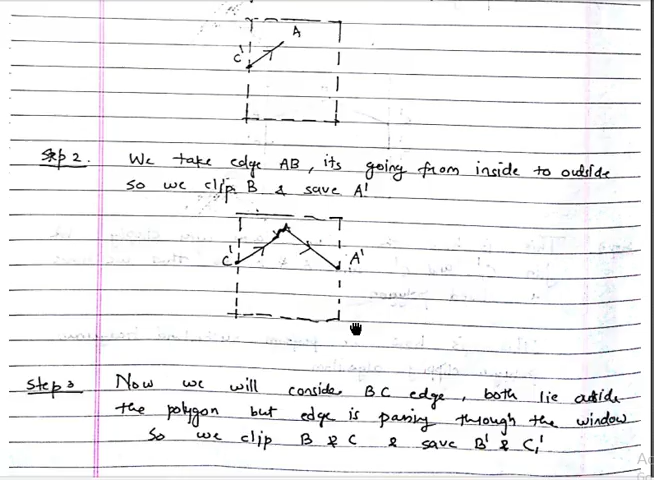 A
C'
Step 2. We take edge AB, its going from inside to outside
so we clip B & save A'
A
C'
A'
Step 3 Now we will conside BC edge, both lie outside
the polygon but edge is passing through the window
So we clip B & C & save B' & C₁'